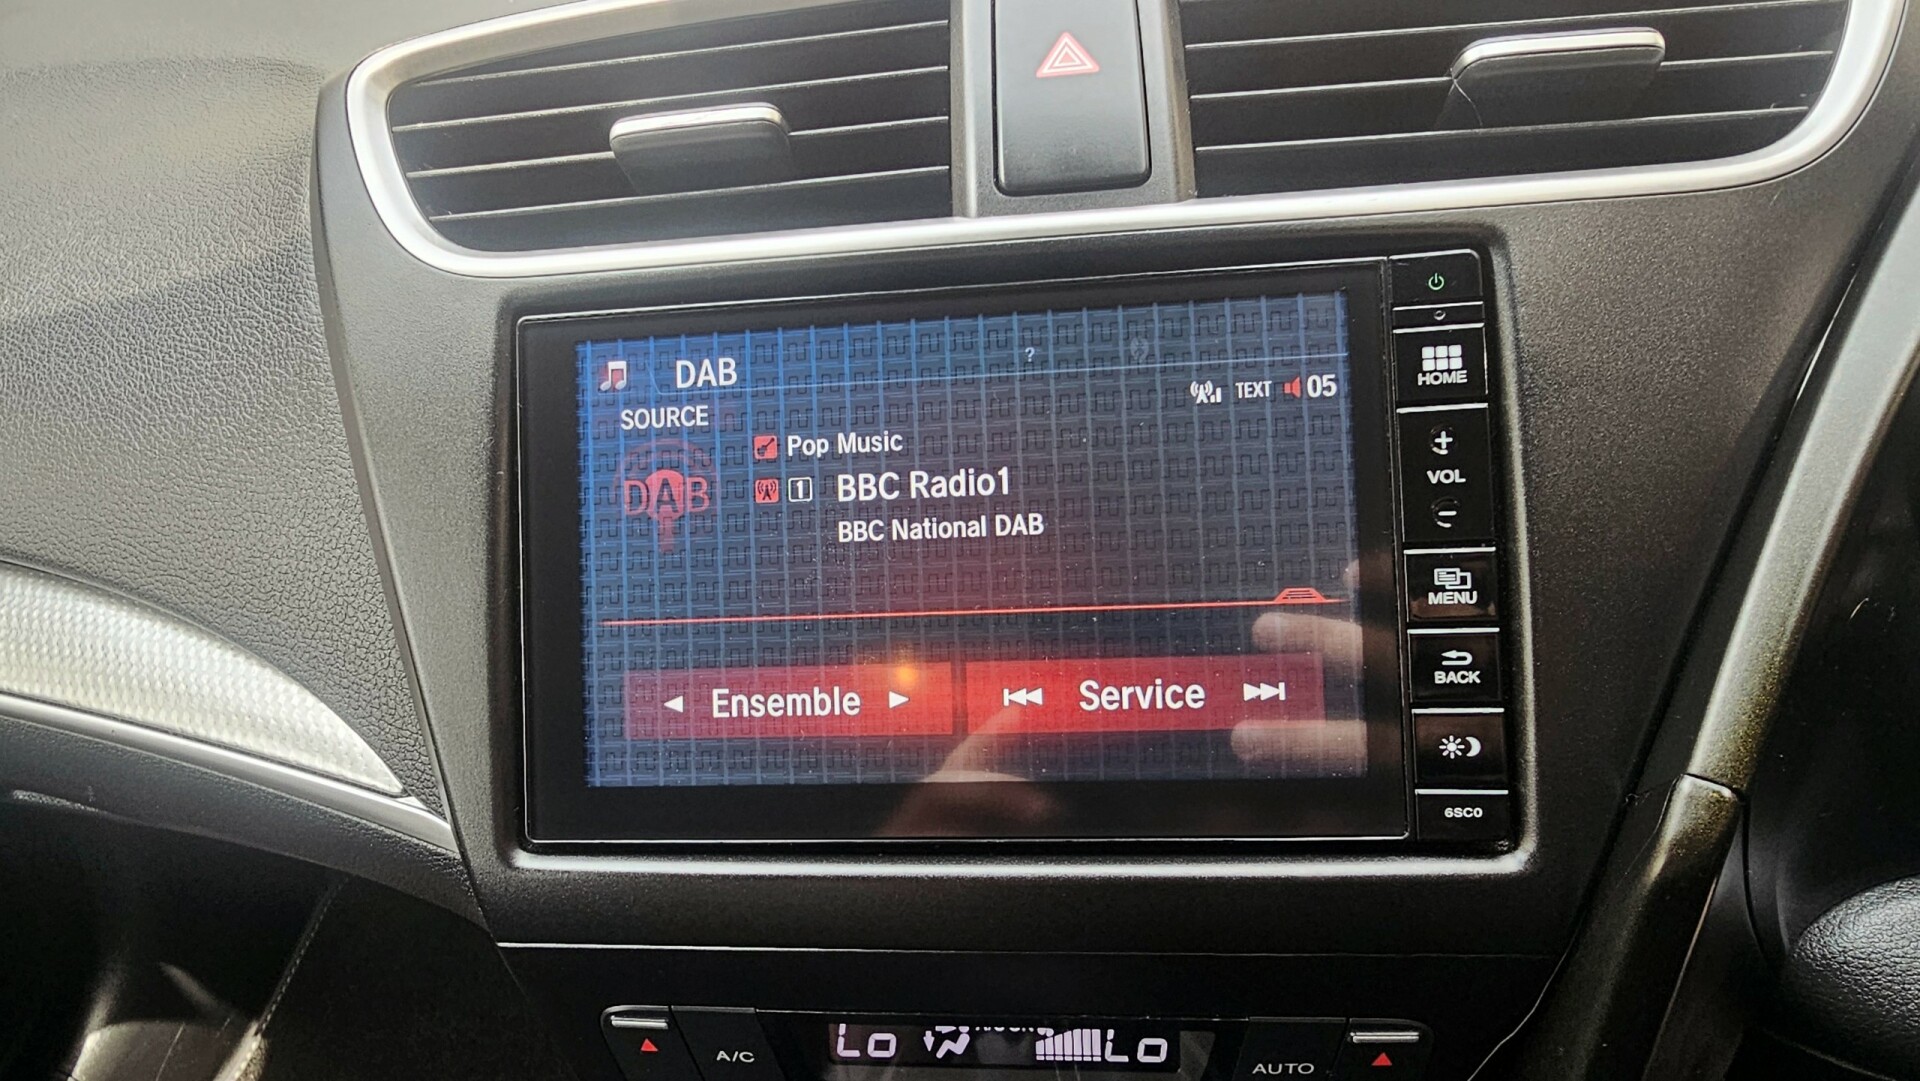 DAB
?
SOURCE
TEXT 05
Pop Music
DAB
1 BBC Radio1
BBC National DAB
Ensemble
Service
HOME
+
VOL
-
MENU
BACK
6SC0
A/C
Lo
Lo
AUTO